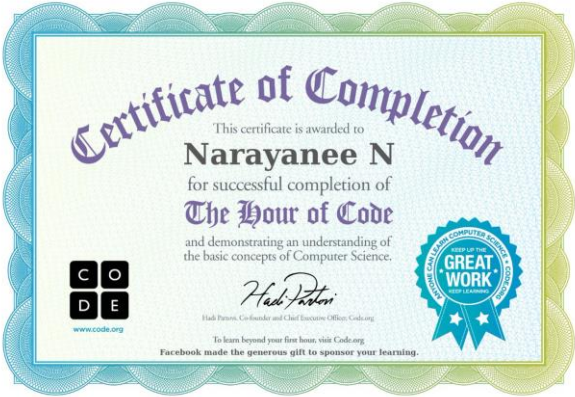 Certificate of Completion
This certificate is awarded to
Narayanee N
for successful completion of
The Hour of Code
and demonstrating an understanding of
the basic concepts of Computer Science.
C O
D E
www.code.org
Hadi Partovi
Hadi Partovi, Co-founder and Chief Executive Officer, Code.org
To learn beyond your first hour, visit Code.org
Facebook made the generous gift to sponsor your learning.
ANYONE CAN LEARN COMPUTER SCIENCE • CODE.ORG
KEEP UP THE
GREAT
WORK
KEEP LEARNING